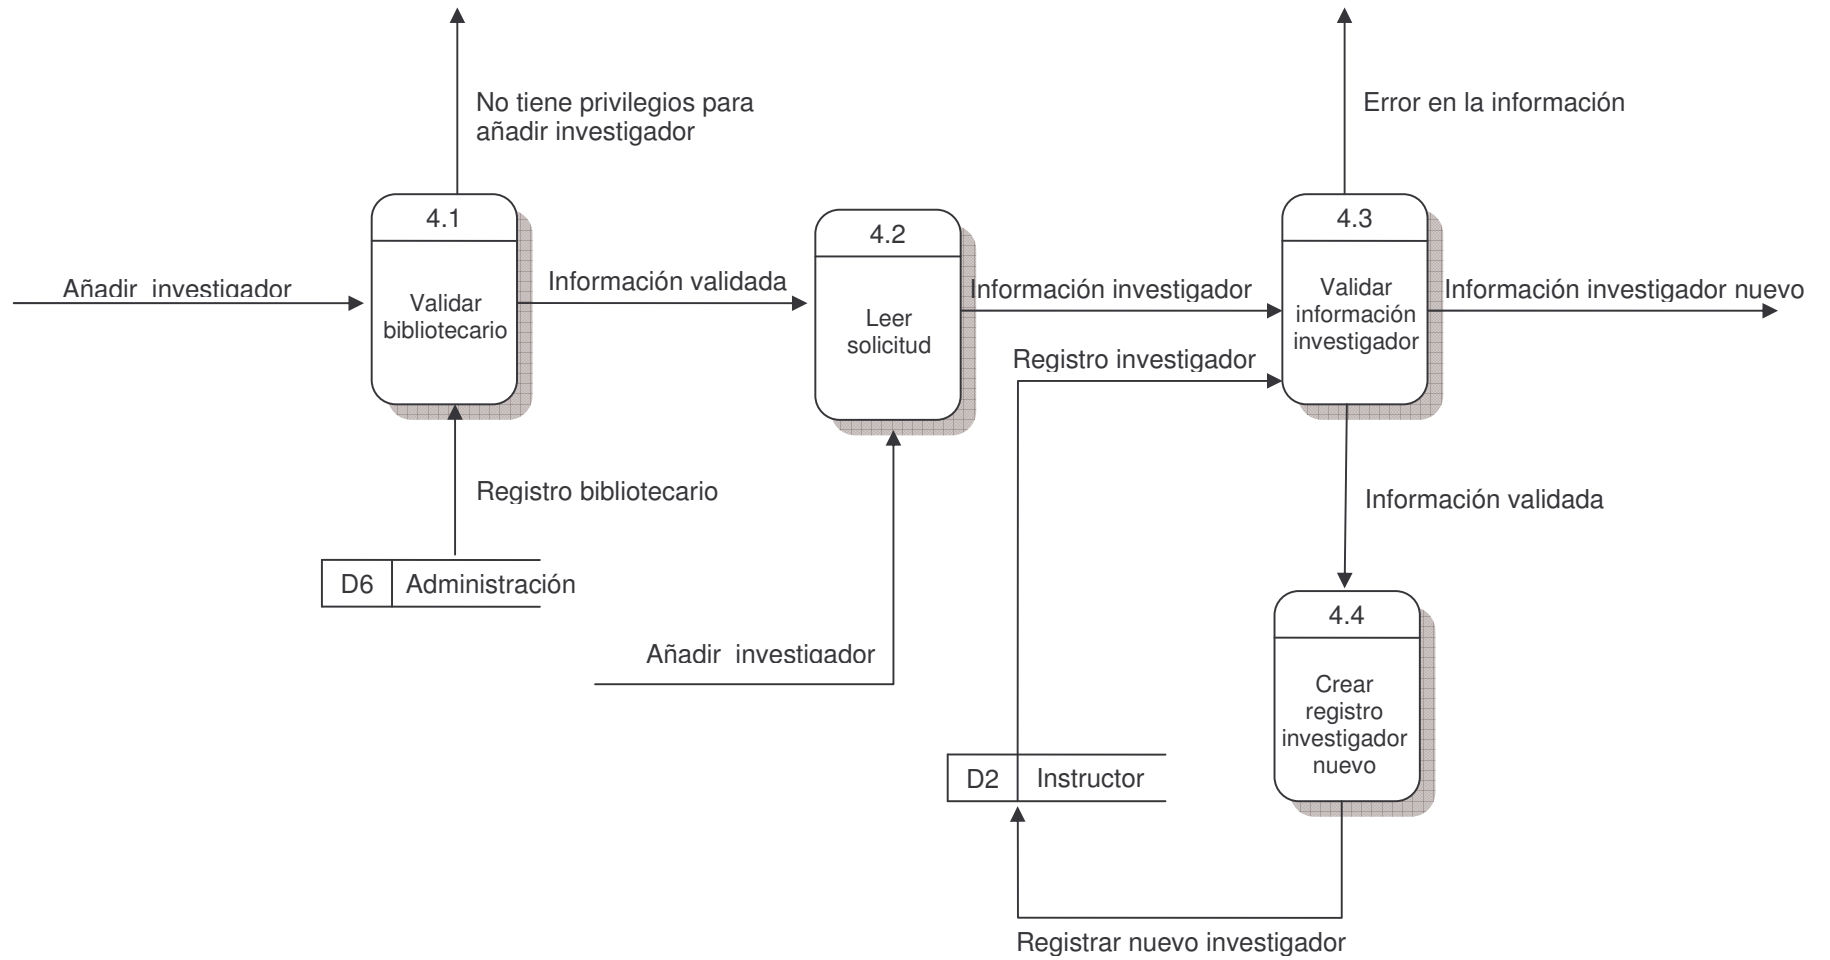 No tiene privilegios para
añadir investigador
Error en la información
4.1
4.2
4.3
Añadir  investigador
Validar
bibliotecario
Información validada
Leer
solicitud
Información investigador
Validar
información
investigador
Información investigador nuevo
Registro investigador
Registro bibliotecario
Información validada
D6
Administración
4.4
Añadir  investigador
Crear
registro
investigador
nuevo
D2
Instructor
Registrar nuevo investigador